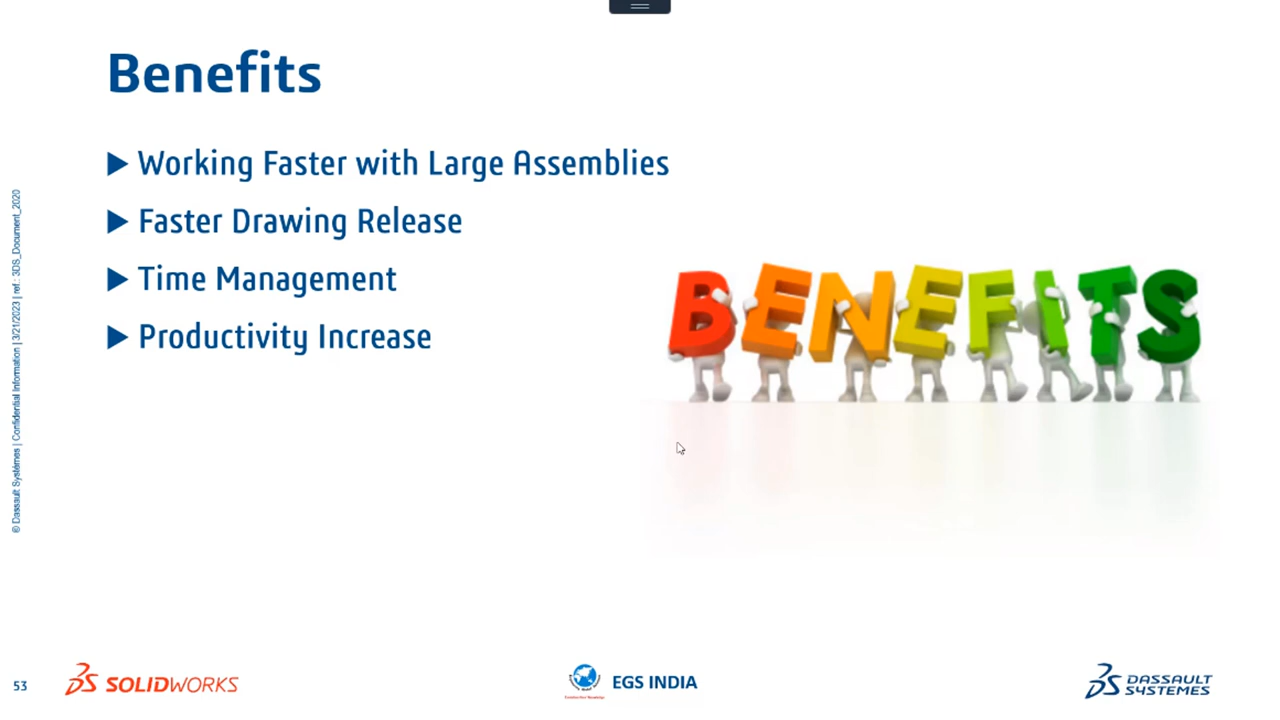 Benefits
Working Faster with Large Assemblies
Faster Drawing Release
Time Management
Productivity Increase
BENEFITS
© Dassault Systèmes | Confidential Information | 3/21/2023 | ref.: 3DS_Document_2020
53
SOLIDWORKS
EGS INDIA
DASSAULT
SYSTEMES